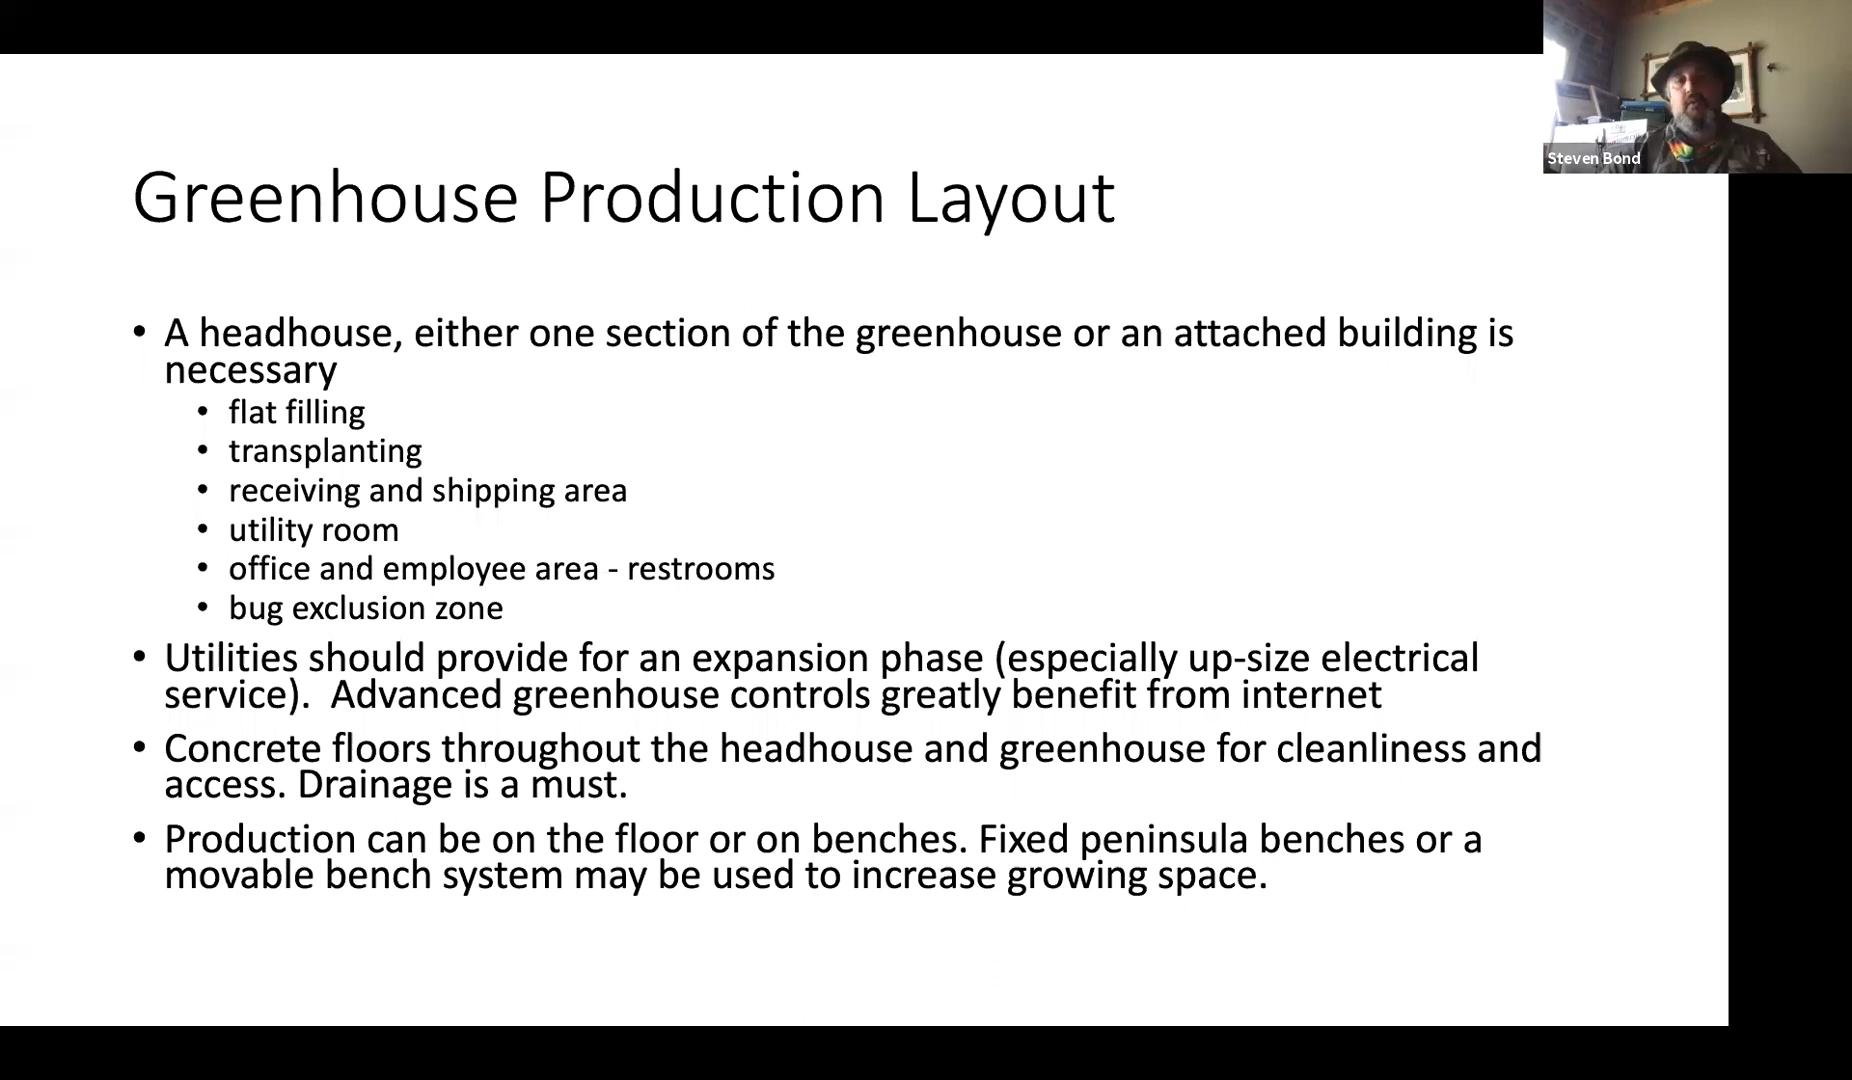 Steven Bond
Greenhouse Production Layout
• A headhouse, either one section of the greenhouse or an attached building is
necessary
• flat filling
• transplanting
• receiving and shipping area
• utility room
• office and employee area - restrooms
• bug exclusion zone
• Utilities should provide for an expansion phase (especially up-size electrical
service).  Advanced greenhouse controls greatly benefit from internet
• Concrete floors throughout the headhouse and greenhouse for cleanliness and
access. Drainage is a must.
• Production can be on the floor or on benches. Fixed peninsula benches or a
movable bench system may be used to increase growing space.